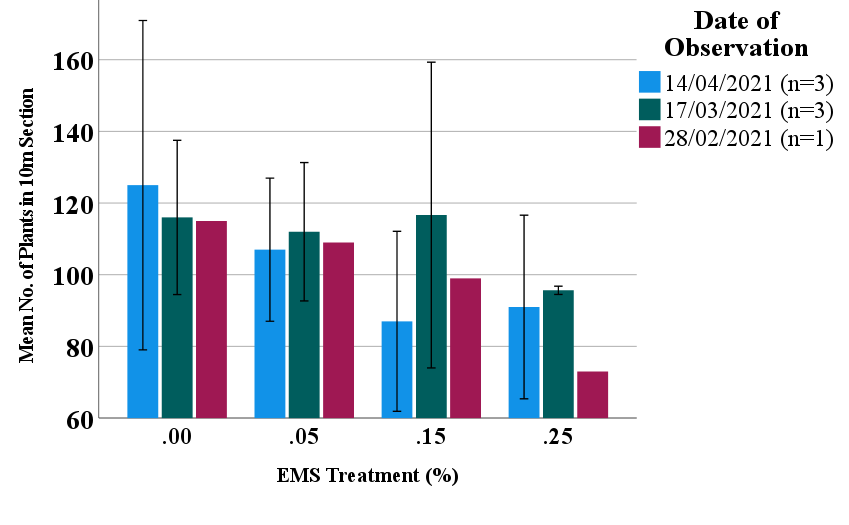 Date of
Observation
14/04/2021 (n=3)
17/03/2021 (n=3)
28/02/2021 (n=1)
Mean No. of Plants in 10m Section
160
140
120
100
80
60
.00 .05 .15 .25
EMS Treatment (%)